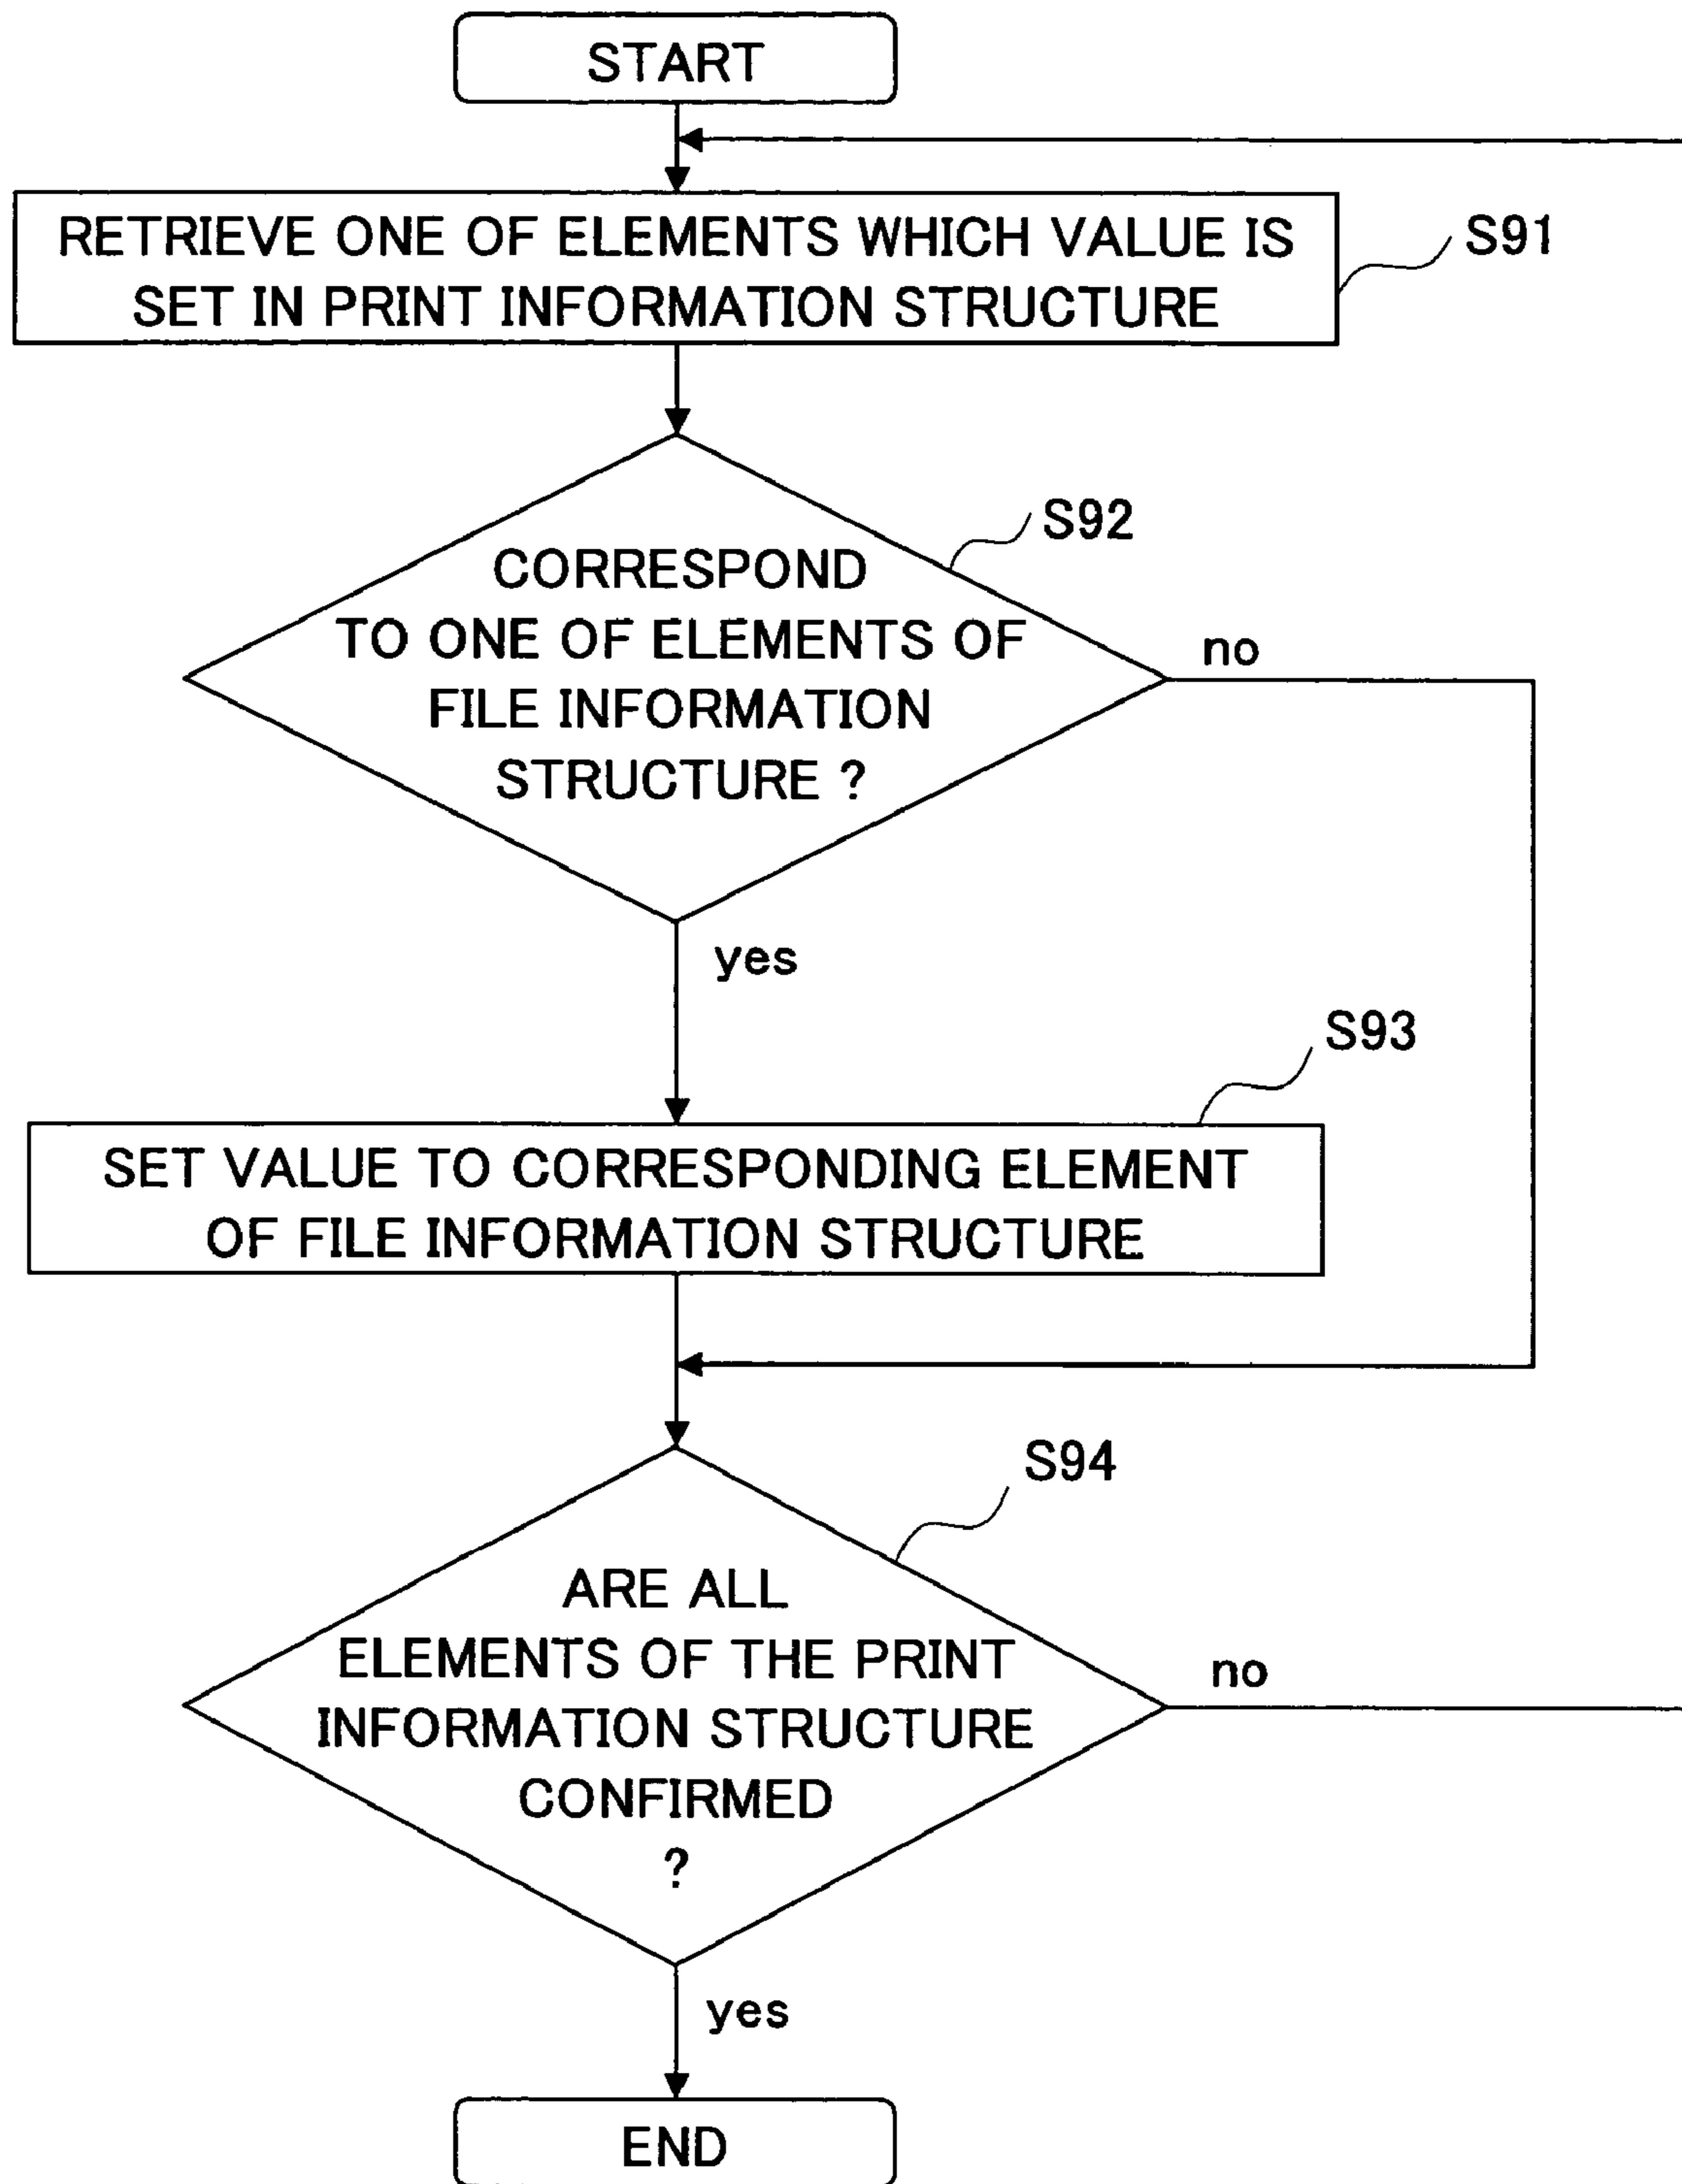 START
RETRIEVE ONE OF ELEMENTS WHICH VALUE IS
SET IN PRINT INFORMATION STRUCTURE
S91
S92
CORRESPOND
TO ONE OF ELEMENTS OF
FILE INFORMATION
STRUCTURE ?
no
yes
S93
SET VALUE TO CORRESPONDING ELEMENT
OF FILE INFORMATION STRUCTURE
S94
ARE ALL
ELEMENTS OF THE PRINT
INFORMATION STRUCTURE
CONFIRMED
?
no
yes
END